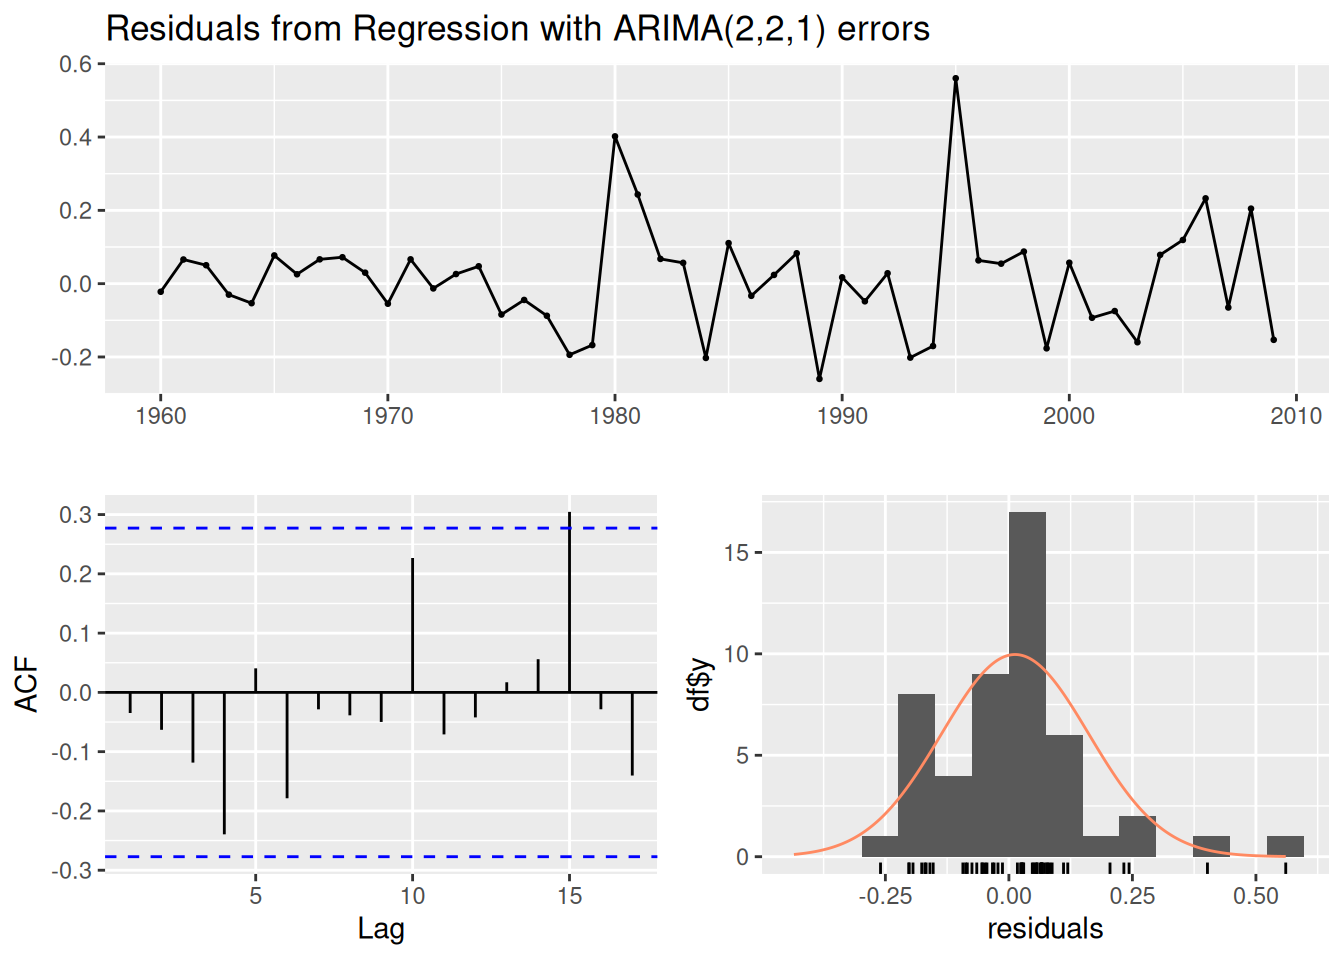 Residuals from Regression with ARIMA(2,2,1) errors
0.6
0.4
0.2
0.0
-0.2
1960 1970 1980 1990 2000 2010
ACF
0.3
0.2
0.1
0.0
-0.1
-0.2
-0.3
5 10 15
Lag
df$y
15
10
5
0
-0.25 0.00 0.25 0.50
residuals